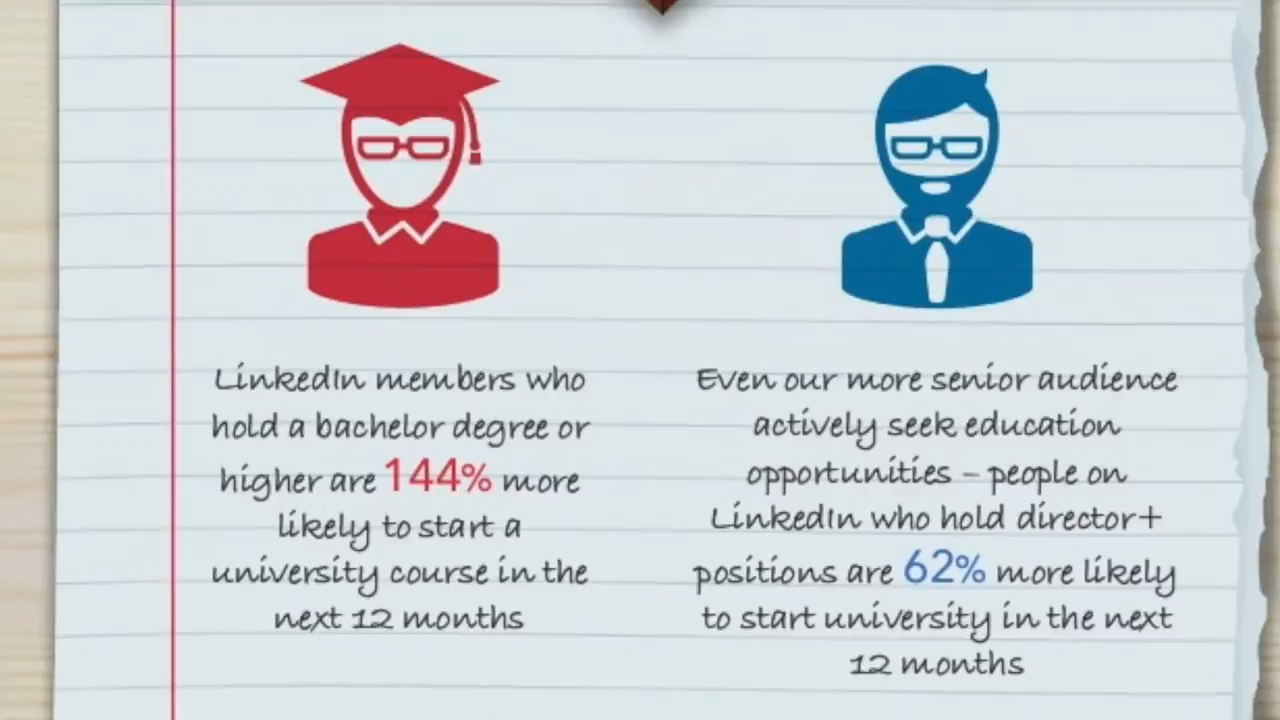 LinkedIn members who
hold a bachelor degree or
higher are 144% more
likely to start a
university course in the
next 12 months
Even our more senior audience
actively seek education
opportunities – people on
LinkedIn who hold director+
positions are 62% more likely
to start university in the next
12 months